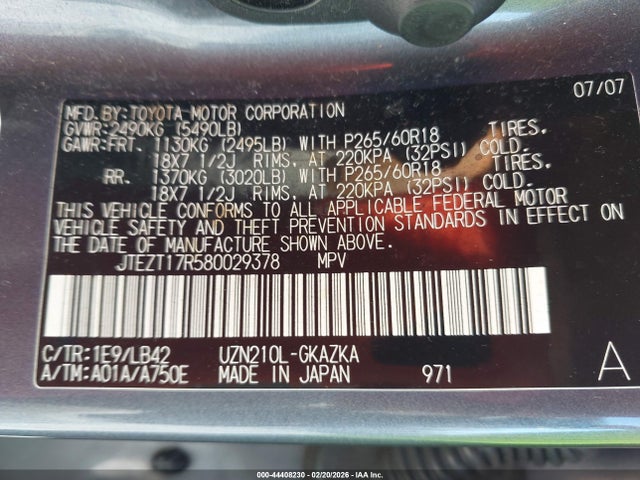 07/07
MFD. BY: TOYOTA MOTOR CORPORATION
GVWR: 2490KG (5490LB)
GAWR: FRT. 1130KG (2495LB) WITH P265/60R18 TIRES,
18X7 1/2J RIMS, AT 220KPA (32PSI) COLD.
RR. 1370KG (3020LB) WITH P265/60R18 TIRES,
18X7 1/2J RIMS, AT 220KPA (32PSI) COLD.
THIS VEHICLE CONFORMS TO ALL APPLICABLE FEDERAL MOTOR
VEHICLE SAFETY AND THEFT PREVENTION STANDARDS IN EFFECT ON
THE DATE OF MANUFACTURE SHOWN ABOVE.
JTEZT17R580029378 MPV
C/TR: 1E9/LB42 UZN210L-GKAZKA
A/TM: A01A/A750E MADE IN JAPAN 971 A
000-44408230 - 02/20/2026 - IAA Inc.